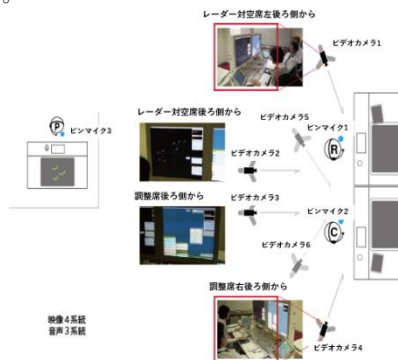 。
レーダー対空席左後ろ側から
ビデオカメラ1
P
ピンマイク3
レーダー対空席後ろ側から
ビデオカメラ5
ピンマイク1
R
ビデオカメラ2
調整席後ろ側から
ビデオカメラ3
ピンマイク2
C
ビデオカメラ6
調整席右後ろ側から
映像4系統
音声3系統
ビデオカメラ4